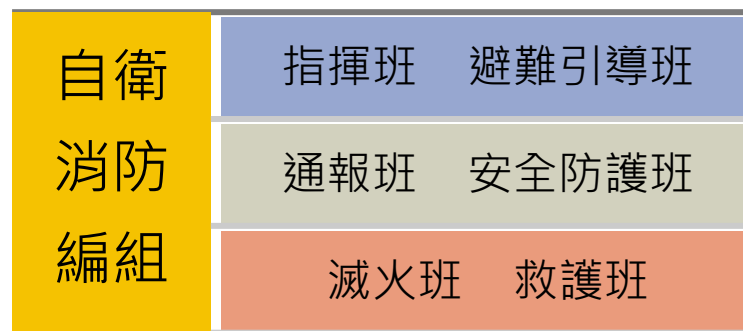 自衛
消防
編組
指揮班 避難引導班
通報班 安全防護班
滅火班 救護班